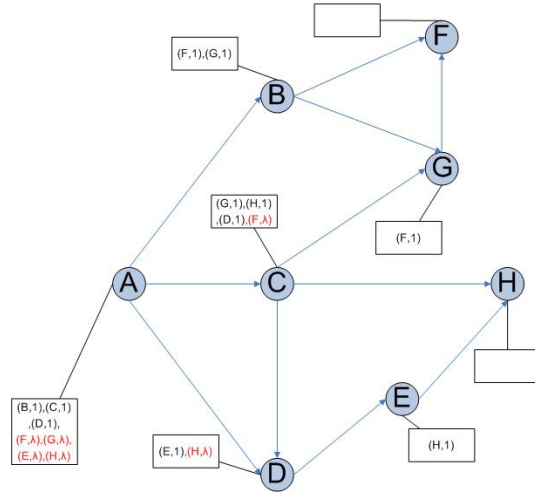 F
(F,1),(G,1)
B
G
(G,1),(H,1)
,(D,1),(F,λ)
(F,1)
A
C
H
(B,1),(C,1)
,(D,1),
(F,λ),(G,λ),
(E,λ),(H,λ)
E
(H,1)
(E,1),(H,λ)
D